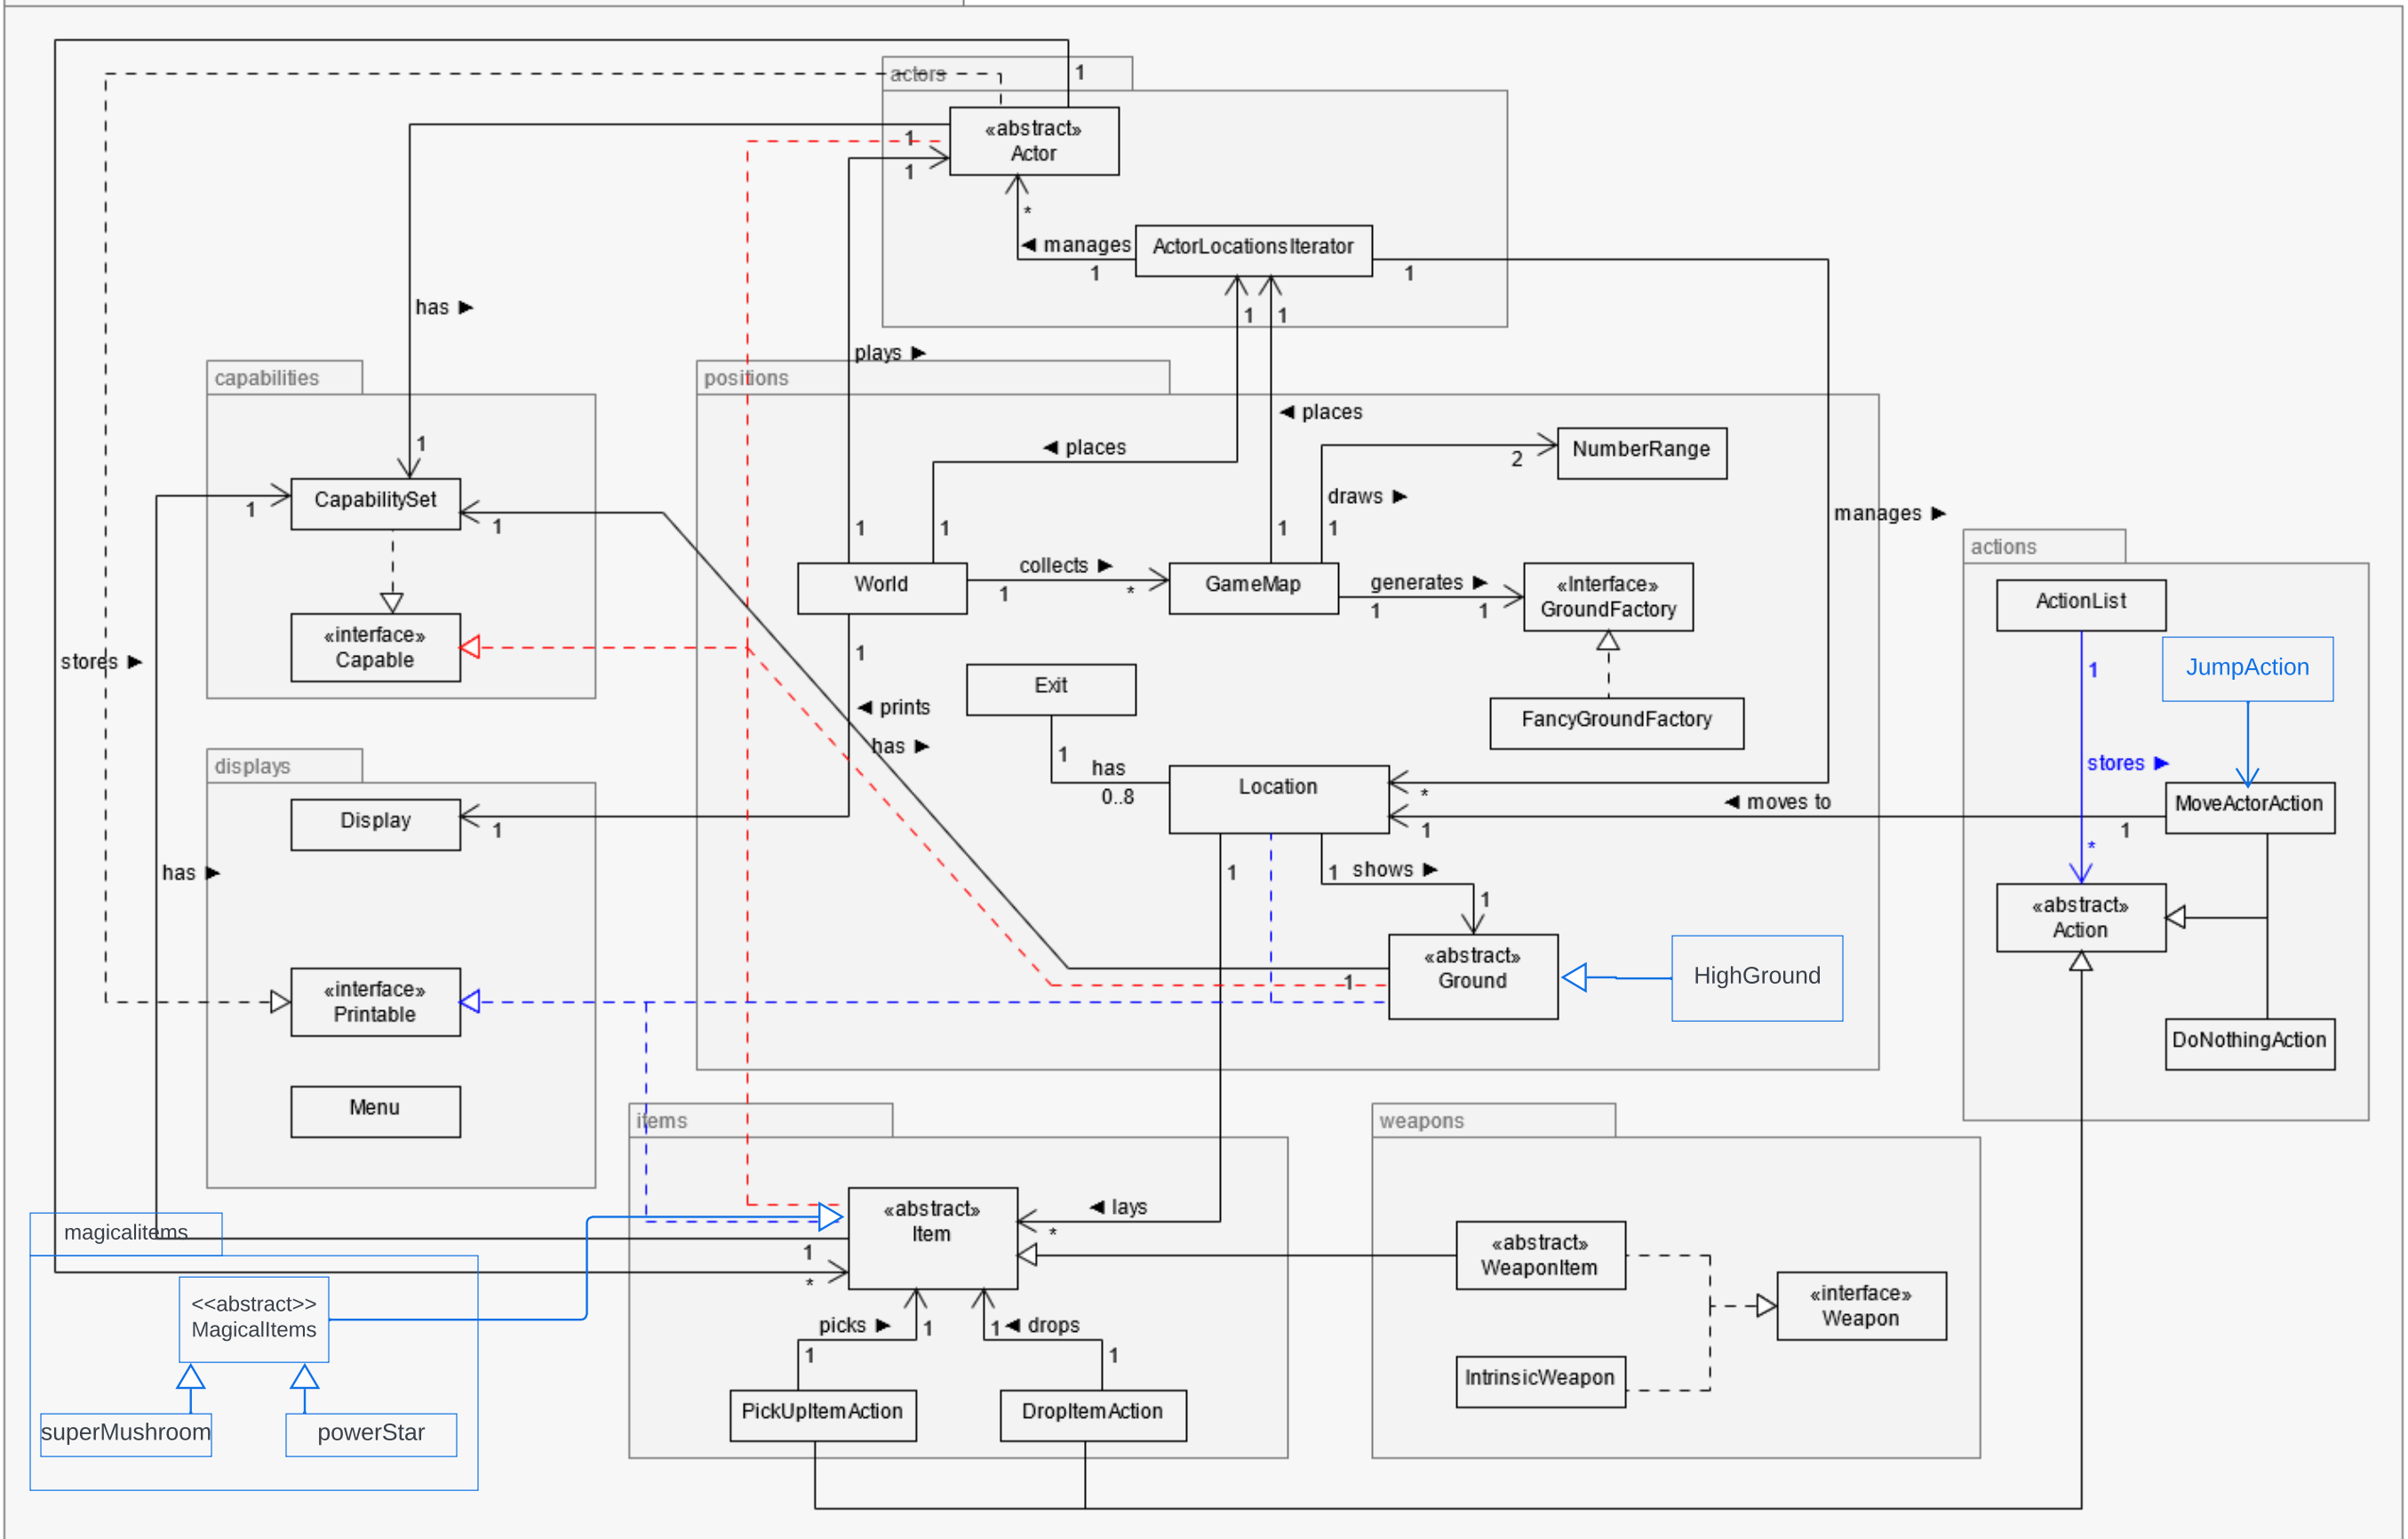 actors
1
«abstract»
Actor
1
1
*
◄ manages
1
ActorLocationsIterator
1
has ►
1
1
plays ►
capabilities
positions
◄ places
◄ places
1
NumberRange
2
draws ►
CapabilitySet
1
1
manages ►
1
1
1
1
actions
collects ►
World
1
*
GameMap
generates ►
1
1
«Interface»
GroundFactory
ActionList
«interface»
Capable
stores ►
1
Exit
1
JumpAction
◄ prints
FancyGroundFactory
has ►
1
has
0..8
displays
Location
*
stores ►
◄ moves to
MoveActorAction
Display
1
1
1
*
has ►
1
1
shows ►
1
«abstract»
Action
«abstract»
Ground
1
HighGround
«interface»
Printable
DoNothingAction
Menu
items
weapons
«abstract»
Item
◄ lays
*
magicalitems
1
*
«abstract»
WeaponItem
<<abstract>>
MagicalItems
«interface»
Weapon
picks ►
1
1
◄ drops
1
1
IntrinsicWeapon
PickUpItemAction
DropItemAction
superMushroom
powerStar